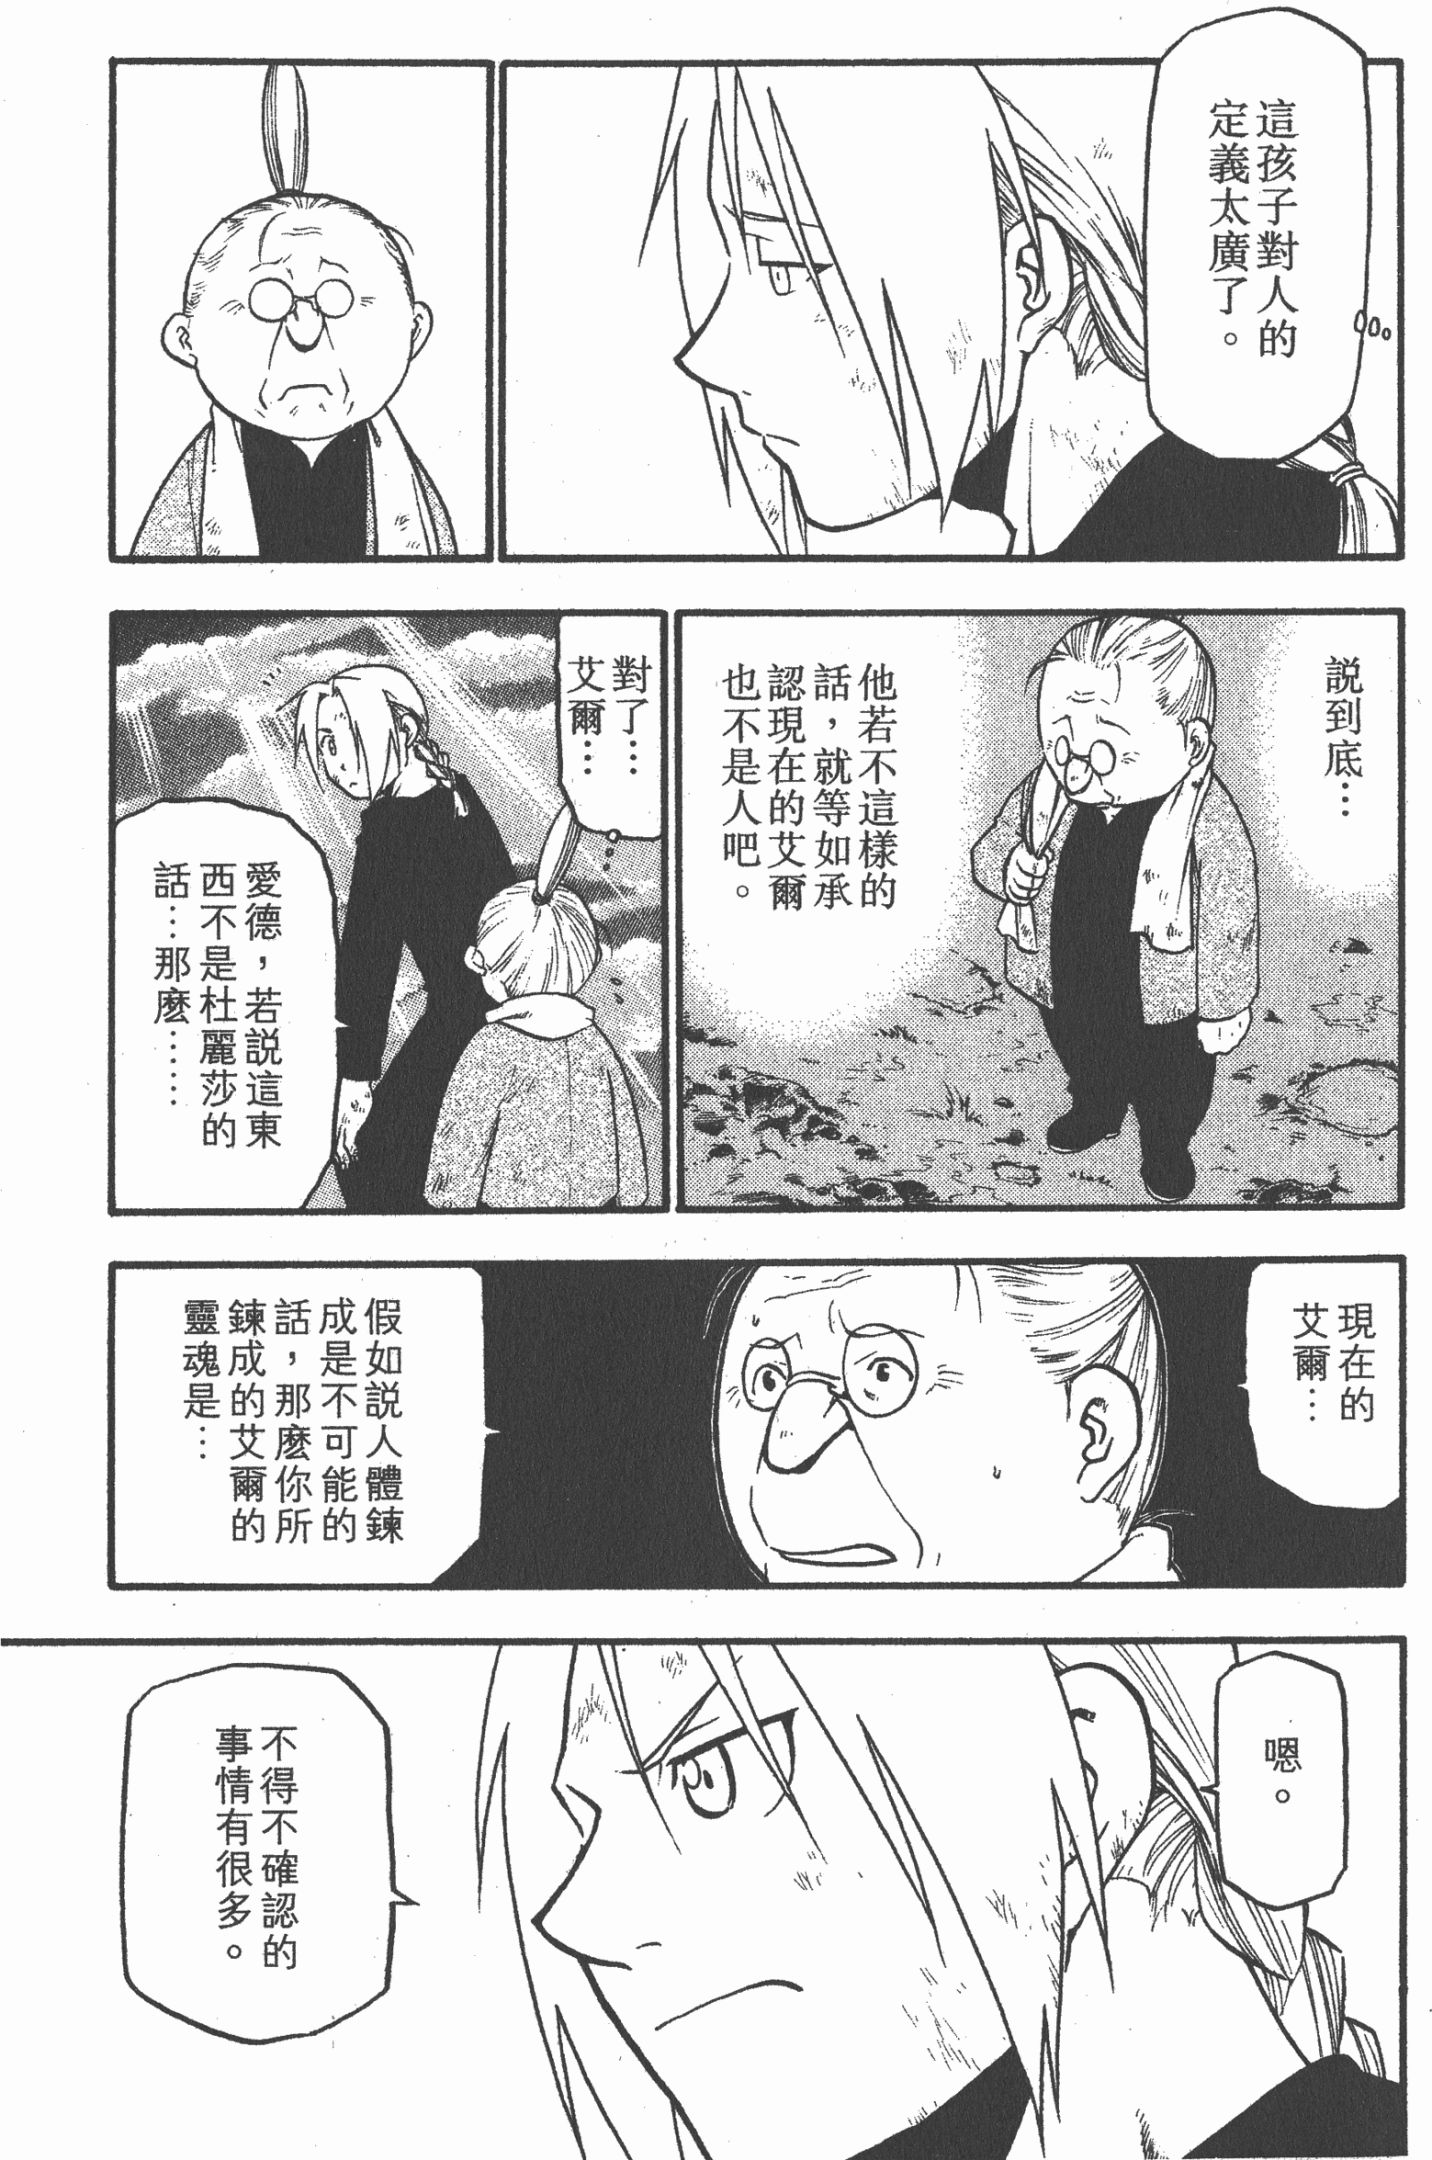 這孩子對人的
定義太廣了。
說到底…
他若不這樣的
話，就等如承
認現在的艾爾
也不是人吧。
對了…
艾爾…
愛德，若說這東
西不是杜麗莎的
話…那麽……
現在的
艾爾…
假如說人體鍊
成是不可能的
話，那麽你所
鍊成的艾爾的
靈魂是…
嗯。
不得不確認的
事情有很多。